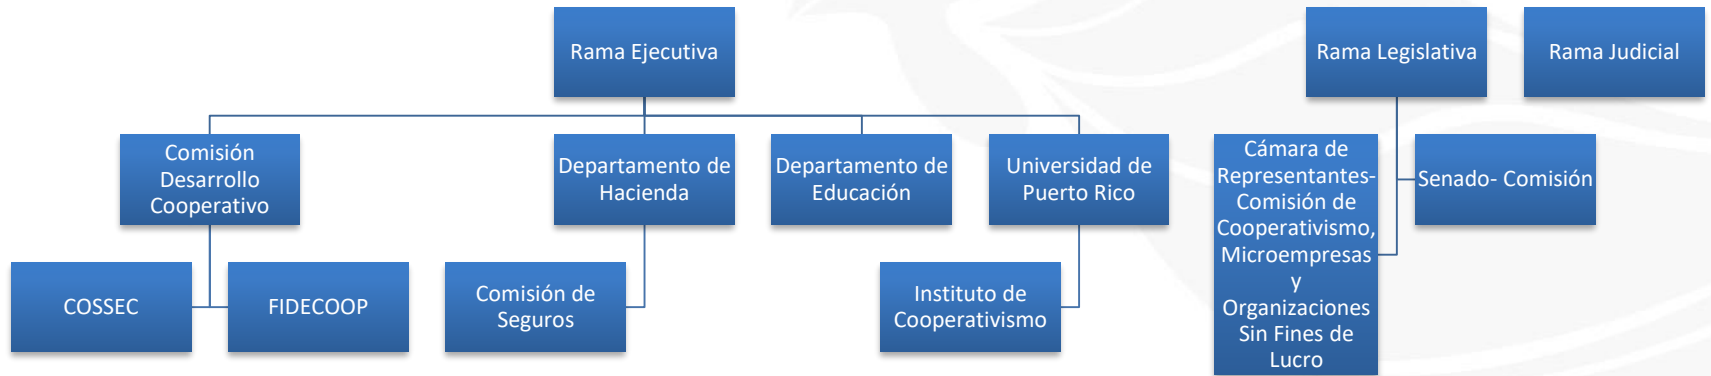 Rama Ejecutiva
Rama Legislativa
Rama Judicial
Comisión
Desarrollo
Cooperativo
Departamento de
Hacienda
Departamento de
Educación
Universidad de
Puerto Rico
Cámara de
Representantes-
Comisión de
Cooperativismo,
Microempresas
y
Organizaciones
Sin Fines de
Lucro
Senado- Comisión
COSSEC
FIDECOOP
Comisión de
Seguros
Instituto de
Cooperativismo